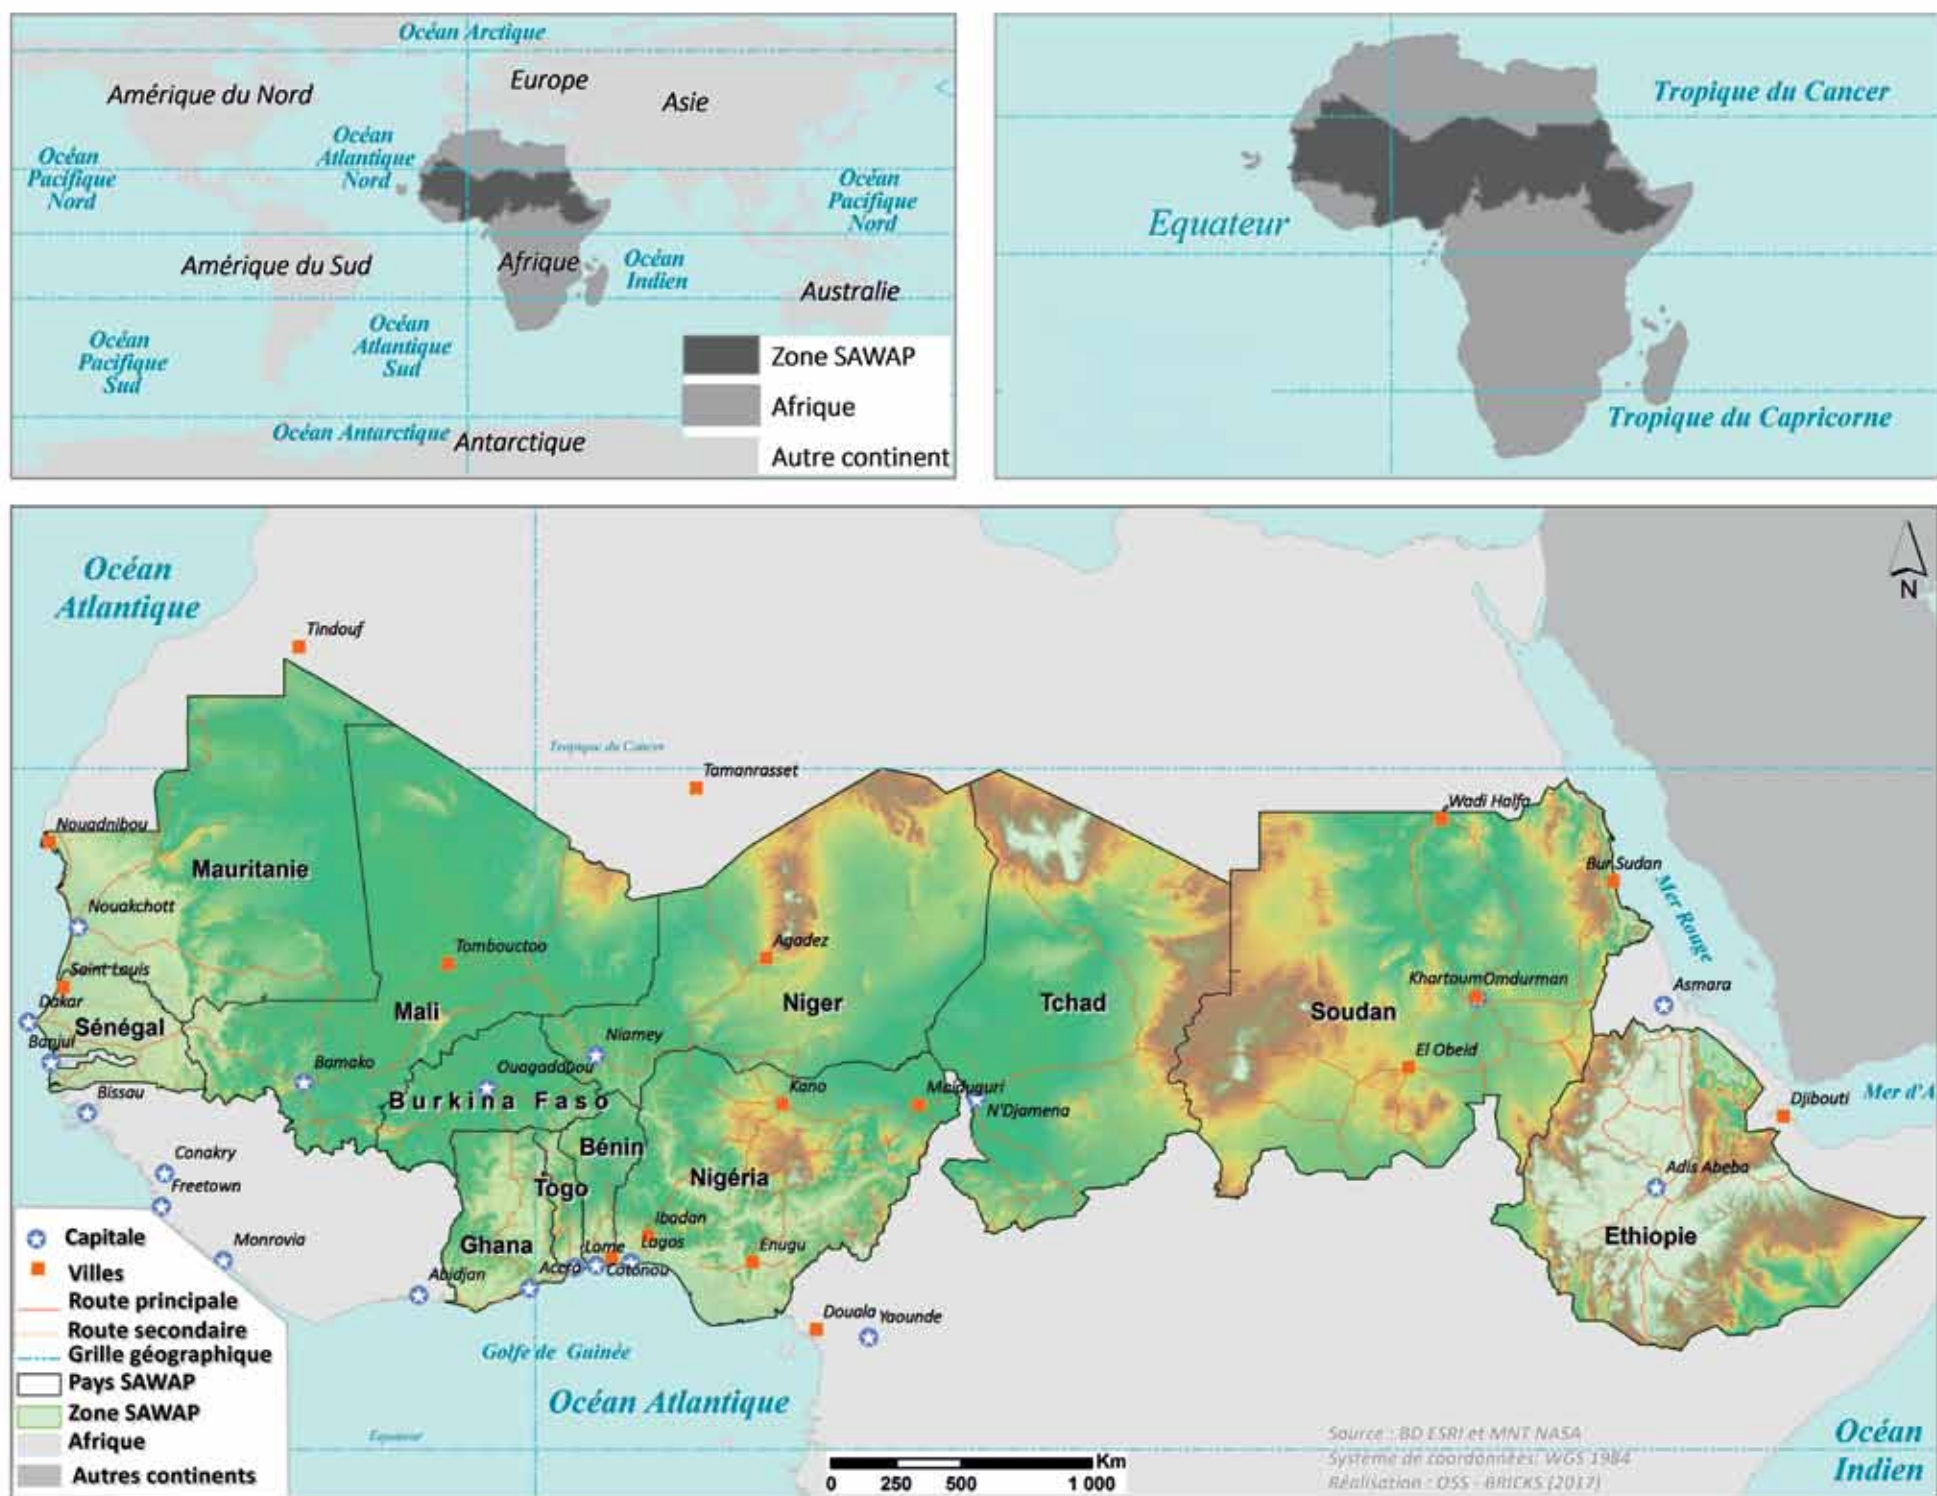 Océan Arctique
Amérique du Nord
Europe
Asie
Océan
Pacifique
Nord
Océan
Atlantique
Nord
Océan
Pacifique
Nord
Amérique du Sud
Afrique
Océan
Indien
Australie
Océan
Pacifique
Sud
Océan
Atlantique
Sud
Zone SAWAP
Afrique
Autre continent
Océan Antarctique
Antarctique
Tropique du Cancer
Equateur
Tropique du Capricorne
Océan
Atlantique
N
Tindouf
Tropique du Cancer
Tamanrasset
Wadi Halfa
Nouadnibou
Mauritanie
Bur Sudan
Mer Rouge
Nouakchott
Tombouctoo
Agadez
Saint Louis
Khartoum
Omdurman
Asmara
Dakar
Sénégal
Mali
Niger
Tchad
Soudan
Banjul
Niamey
El Obeid
Bamako
Ouagadobou
Bissau
Burkina Faso
Kano
Maiduguri
N'Djamena
Djibouti
Mer d'A
Conakry
Bénin
Togo
Nigéria
Adis Abeba
Freetown
Ibadan
Monrovia
Ghana
Lome
Lagos
Enugu
Ethiopie
Abidjan
Accra
Cotonou
Douala
Yaounde
Golfe de Guinée
Océan Atlantique
Equateur
Océan
Indien
Capitale
Villes
Route principale
Route secondaire
Grille géographique
Pays SAWAP
Zone SAWAP
Afrique
Autres continents
Km
0 250 500 1 000
Source : BD ESRI et MNT NASA
Système de coordonnées: WGS 1984
Réalisation : OSS - BRICKS (2017)